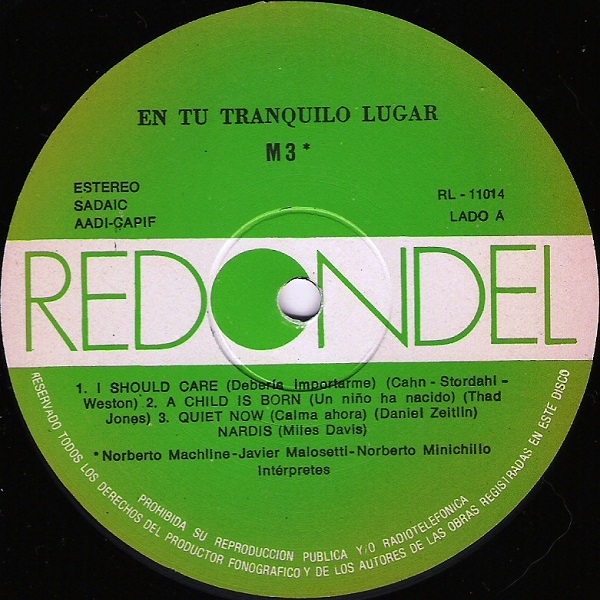 EN TU TRANQUILO LUGAR
M3*
ESTEREO
SADAIC
AADI-CAPIF
RL - 11014
LADO A
REDONDEL
1. I SHOULD CARE (Debería Importarme) (Cahn - Stordahl -
Weston) 2. A CHILD IS BORN (Un niño ha nacido) (Thad
Jones) 3. QUIET NOW (Calma ahora) (Daniel Zeitlin)
NARDIS (Miles Davis)
*Norberto Machline-Javier Malosetti-Norberto Minichillo
Intérpretes
RESERVADO TODOS LOS DERECHOS DEL PRODUCTOR FONOGRAFICO Y DE LOS AUTORES DE LAS OBRAS REGISTRADAS EN ESTE DISCO
PROHIBIDA SU REPRODUCCION PUBLICA Y/O RADIOTELEFONICA